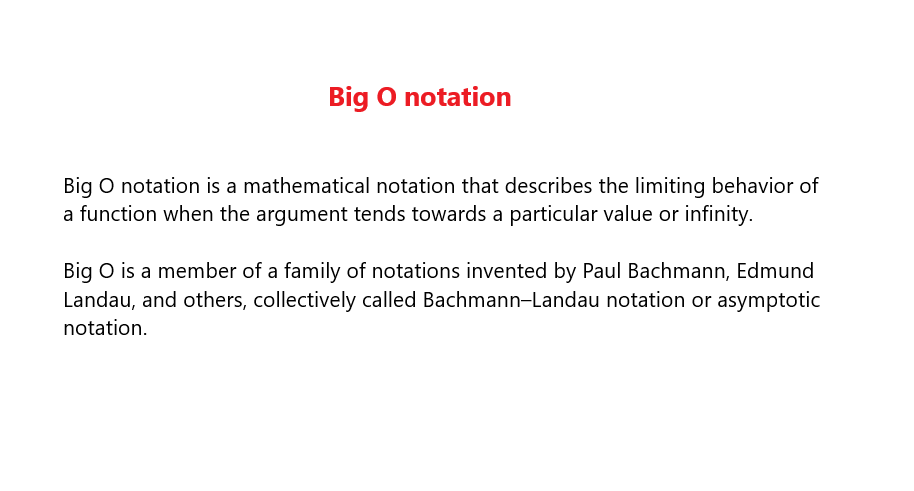 Big O notation
Big O notation is a mathematical notation that describes the limiting behavior of
a function when the argument tends towards a particular value or infinity.
Big O is a member of a family of notations invented by Paul Bachmann, Edmund
Landau, and others, collectively called Bachmann–Landau notation or asymptotic
notation.